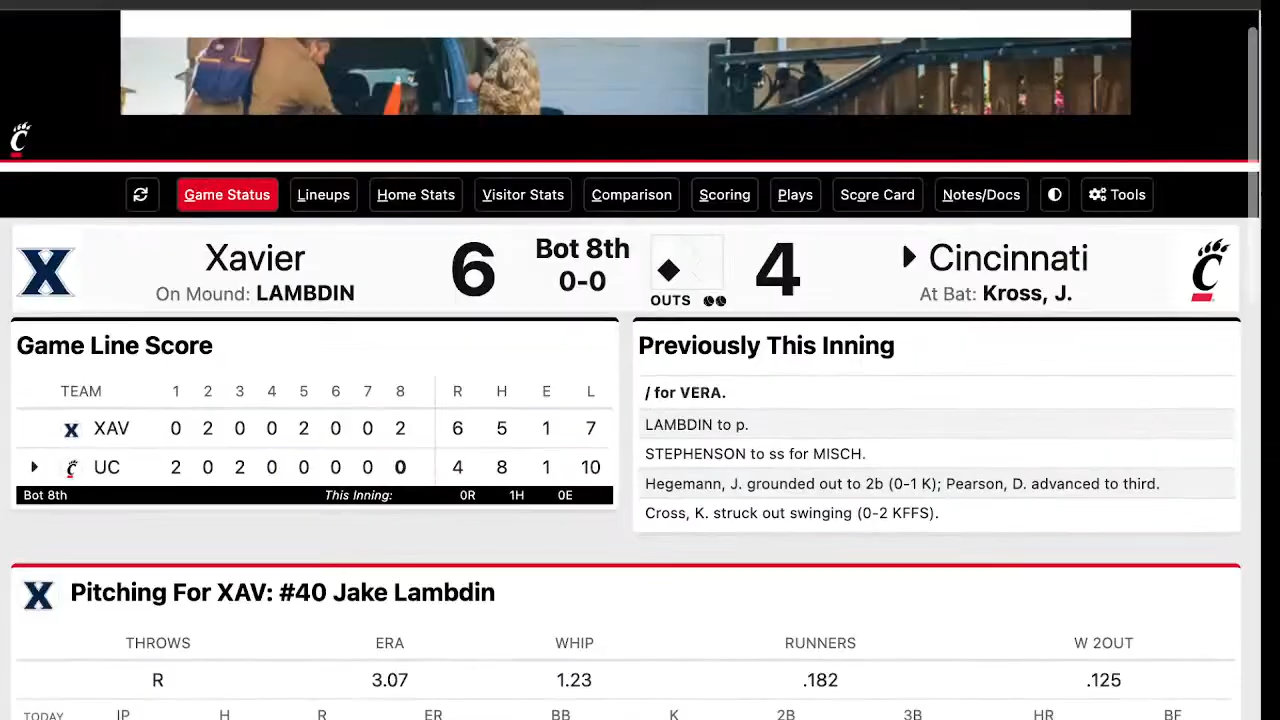 Game Status Lineups Home Stats Visitor Stats Comparison Scoring Plays Score Card Notes/Docs Tools
Xavier 6 Bot 8th 4 Cincinnati
On Mound: LAMBDIN 0-0 OUTS At Bat: Kross, J.
Game Line Score
TEAM 1 2 3 4 5 6 7 8 R H E L
X XAV 0 2 0 0 2 0 0 2 6 5 1 7
C UC 2 0 2 0 0 0 0 0 4 8 1 10
Bot 8th This Inning: 0R 1H 0E
Previously This Inning
/ for VERA.
LAMBDIN to p.
STEPHENSON to ss for MISCH.
Hegemann, J. grounded out to 2b (0-1 K); Pearson, D. advanced to third.
Cross, K. struck out swinging (0-2 KFFS).
X Pitching For XAV: #40 Jake Lambdin
THROWS ERA WHIP RUNNERS W 2OUT
R 3.07 1.23 .182 .125
TODAY IP H R ER BB K 2B 3B HR BF